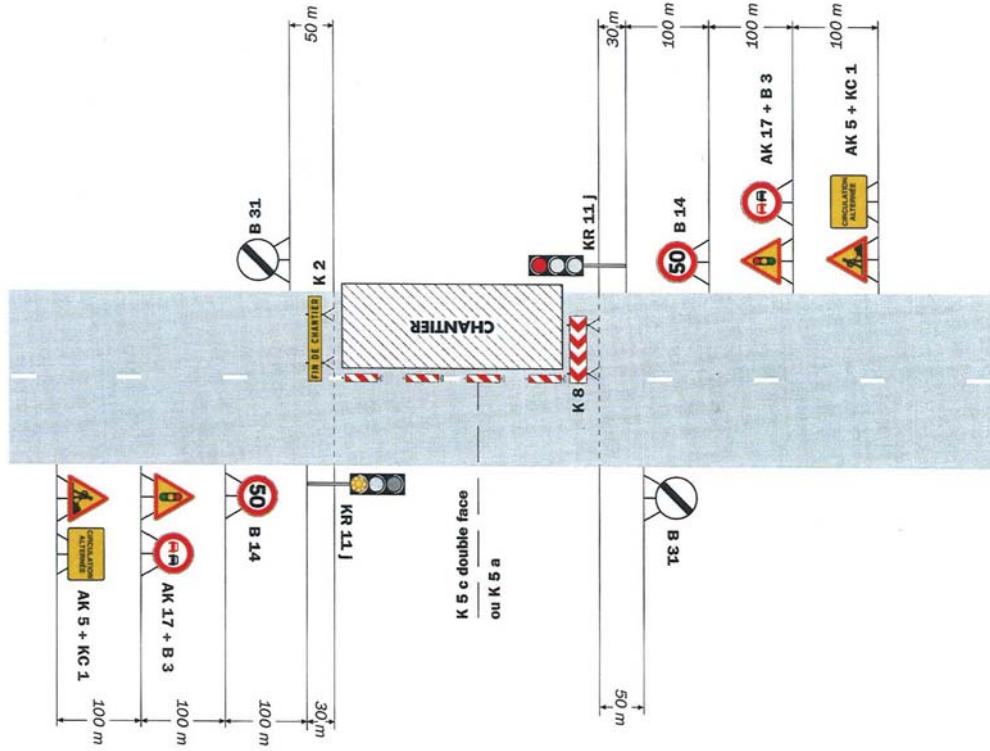 50 m
B 31
K 2
FIN DE CHANTIER
CHANTIER
K 8
KR 11 j
30 m
50
B 14
100 m
AK 17 + B 3
100 m
CIRCULATION
ALTERNÉE
AK 5 + KC 1
100 m
CIRCULATION
ALTERNÉE
AK 5 + KC 1
100 m
AK 17 + B 3
100 m
50
B 14
100 m
KR 11 j
30 m
K 5 c double face
ou K 5 a
B 31
50 m